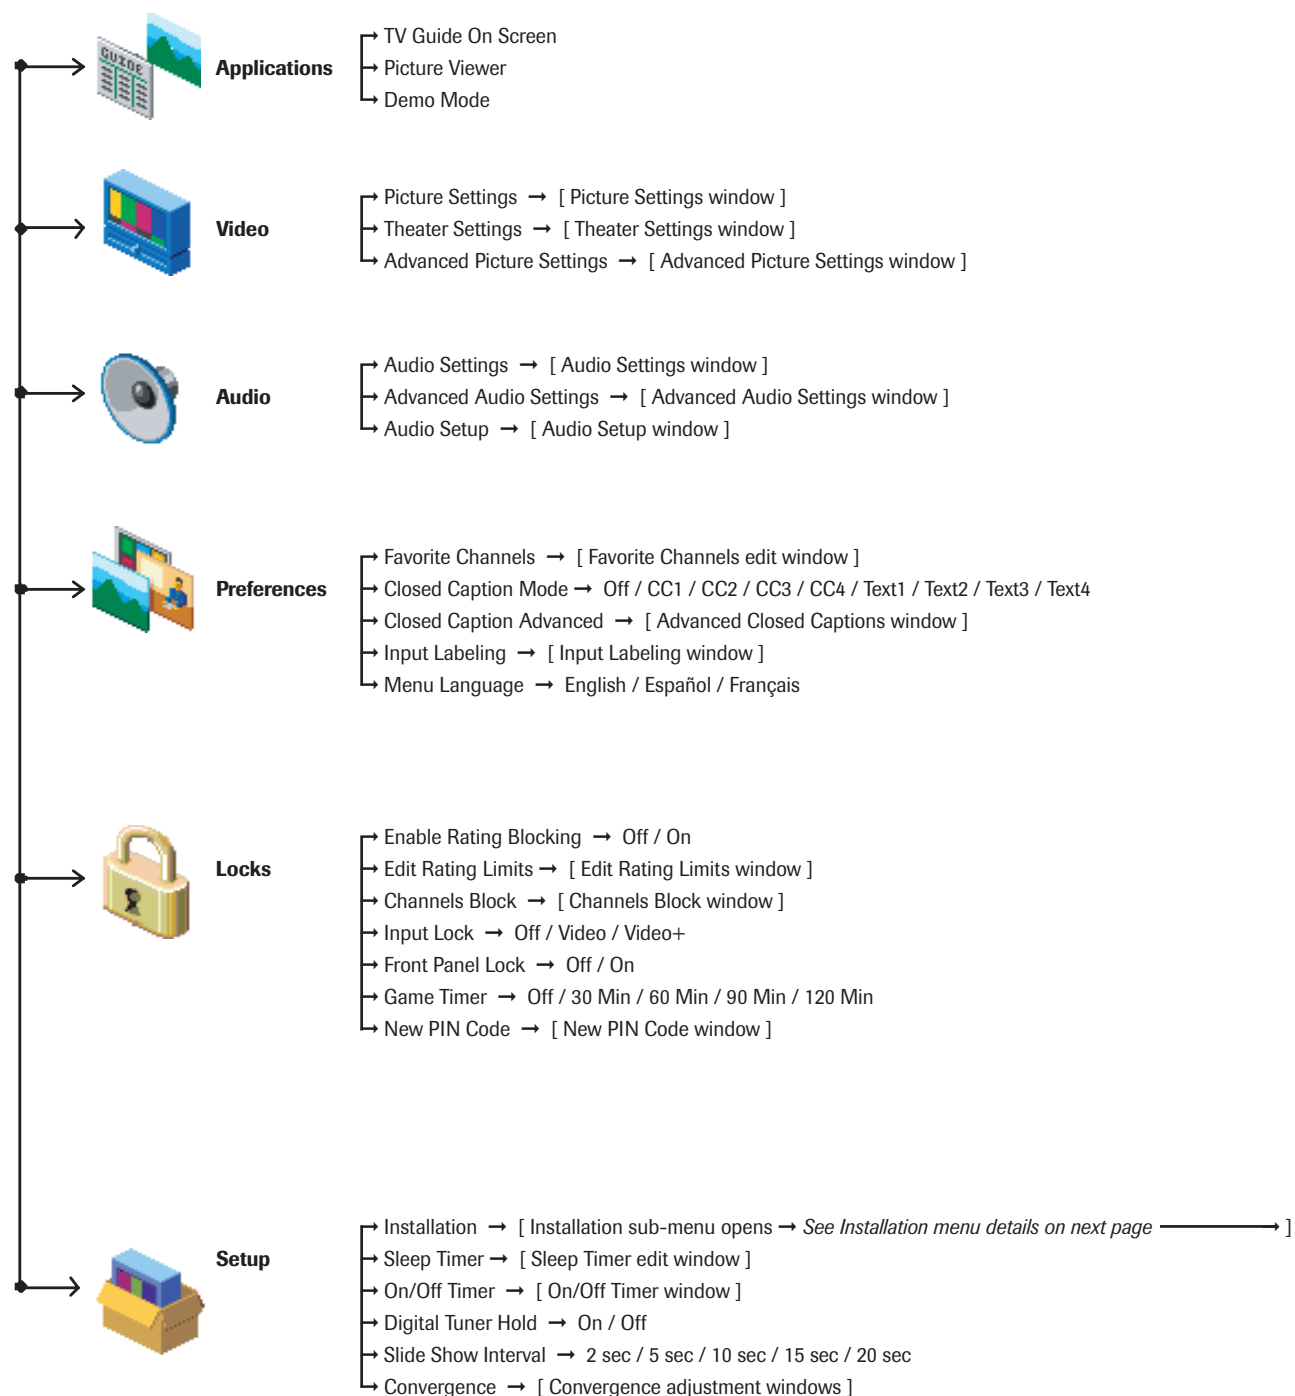 GUIDE
Applications
→ TV Guide On Screen
→ Picture Viewer
→ Demo Mode
Video
→ Picture Settings → [ Picture Settings window ]
→ Theater Settings → [ Theater Settings window ]
→ Advanced Picture Settings → [ Advanced Picture Settings window ]
Audio
→ Audio Settings → [ Audio Settings window ]
→ Advanced Audio Settings → [ Advanced Audio Settings window ]
→ Audio Setup → [ Audio Setup window ]
Preferences
→ Favorite Channels → [ Favorite Channels edit window ]
→ Closed Caption Mode → Off / CC1 / CC2 / CC3 / CC4 / Text1 / Text2 / Text3 / Text4
→ Closed Caption Advanced → [ Advanced Closed Captions window ]
→ Input Labeling → [ Input Labeling window ]
→ Menu Language → English / Español / Français
Locks
→ Enable Rating Blocking → Off / On
→ Edit Rating Limits → [ Edit Rating Limits window ]
→ Channels Block → [ Channels Block window ]
→ Input Lock → Off / Video / Video+
→ Front Panel Lock → Off / On
→ Game Timer → Off / 30 Min / 60 Min / 90 Min / 120 Min
→ New PIN Code → [ New PIN Code window ]
Setup
→ Installation → [ Installation sub-menu opens → See Installation menu details on next page → ]
→ Sleep Timer → [ Sleep Timer edit window ]
→ On/Off Timer → [ On/Off Timer window ]
→ Digital Tuner Hold → On / Off
→ Slide Show Interval → 2 sec / 5 sec / 10 sec / 15 sec / 20 sec
→ Convergence → [ Convergence adjustment windows ]